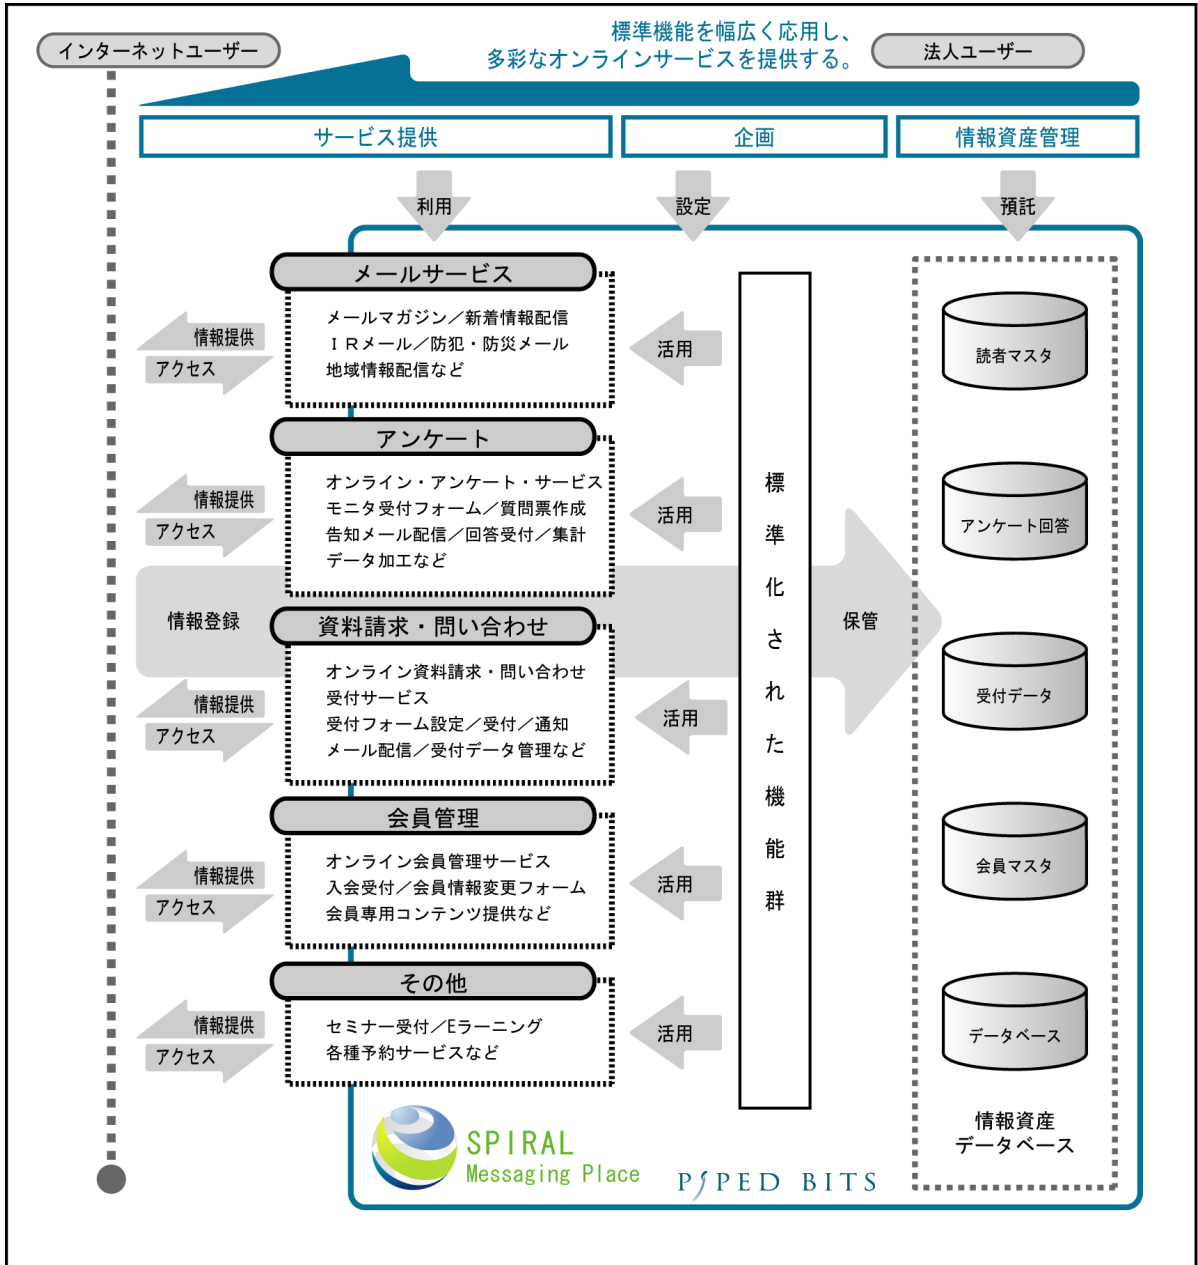 標準機能を幅広く応用し、
多彩なオンラインサービスを提供する。
インターネットユーザー
法人ユーザー
サービス提供
企画
情報資産管理
利用
設定
預託
メールサービス
メールマガジン／新着情報配信
ＩＲメール／防犯・防災メール
地域情報配信など
情報提供
アクセス
活用
読者マスタ
アンケート
オンライン・アンケート・サービス
モニタ受付フォーム／質問票作成
告知メール配信／回答受付／集計
データ加工など
情報提供
アクセス
活用
アンケート回答
標準化された機能群
情報登録
保管
資料請求・問い合わせ
オンライン資料請求・問い合わせ
受付サービス
受付フォーム設定／受付／通知
メール配信／受付データ管理など
情報提供
アクセス
活用
受付データ
会員管理
オンライン会員管理サービス
入会受付／会員情報変更フォーム
会員専用コンテンツ提供など
情報提供
アクセス
活用
会員マスタ
その他
セミナー受付／Eラーニング
各種予約サービスなど
情報提供
アクセス
活用
データベース
情報資産
データベース
SPIRAL
Messaging Place
PIPED BITS